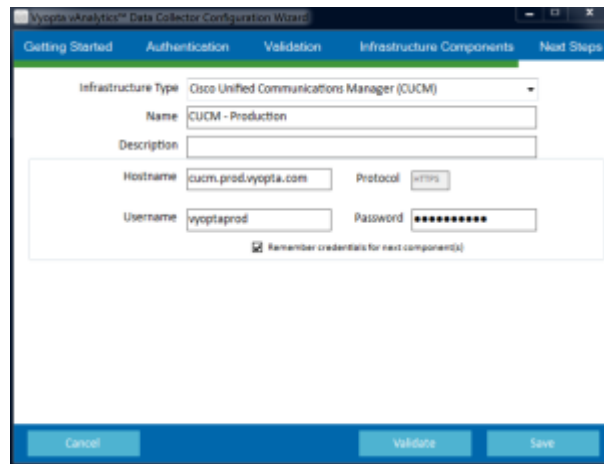 Vyopta vAnalytics™ Data Collector Configuration Wizard
Getting Started Authentication Validation Infrastructure Components Next Steps
Infrastructure Type Cisco Unified Communications Manager (CUCM)
Name CUCM - Production
Description
Hostname cucm.prod.vyopta.com Protocol HTTPS
Username vyoptaprod Password ●●●●●●●●●●
Remember credentials for next component(s)
Cancel Validate Save